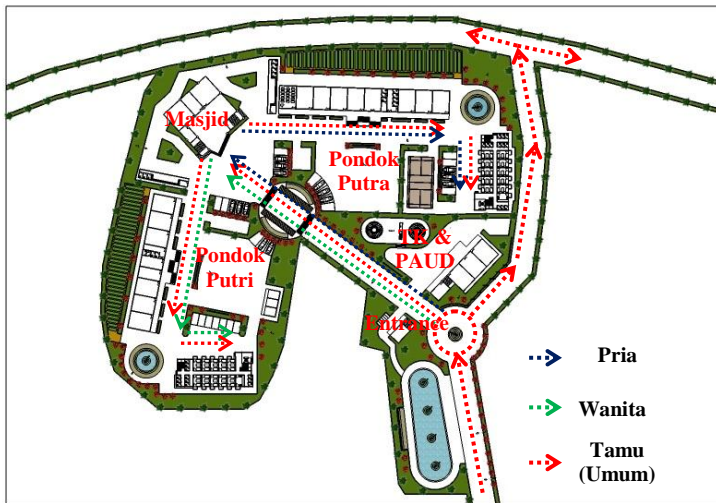 Masjid
Pondok
Putra
TK &
PAUD
Pondok
Putri
Entrance
Pria
Wanita
Tamu
(Umum)